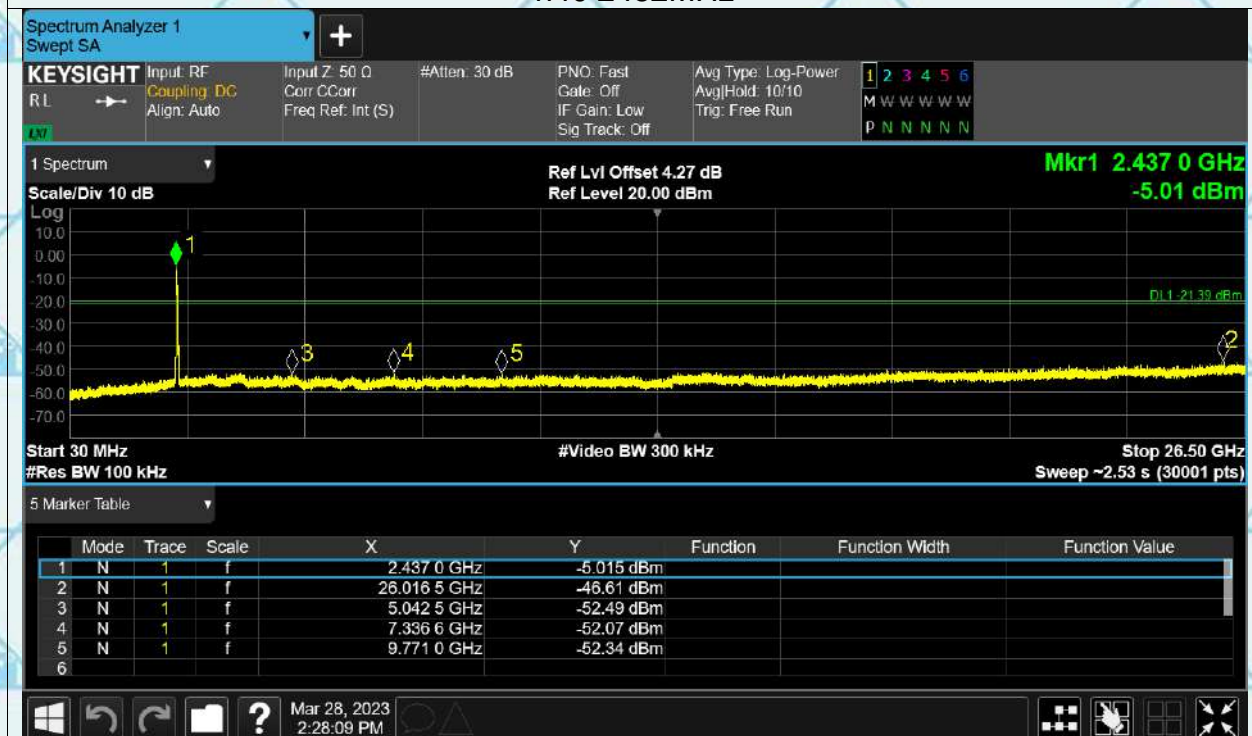 Spectrum Analyzer 1
Swept SA
+
KEYSIGHT
RL
LXI
Input: RF
Coupling: DC
Align: Auto
Input Z: 50 Ω
Corr CCorr
Freq Ref: Int (S)
#Atten: 30 dB
PNO: Fast
Gate: Off
IF Gain: Low
Sig Track: Off
Avg Type: Log-Power
Avg|Hold: 10/10
Trig: Free Run
1 2 3 4 5 6
M W W W W W
P N N N N N
1 Spectrum
Scale/Div 10 dB
Ref Lvl Offset 4.27 dB
Ref Level 20.00 dBm
Mkr1 2.437 0 GHz
-5.01 dBm
Log
10.0
0.00
-10.0
-20.0
-30.0
-40.0
-50.0
-60.0
-70.0
1
DL1 -21.39 dBm
3
4
5
2
Start 30 MHz
#Video BW 300 kHz
Stop 26.50 GHz
#Res BW 100 kHz
Sweep ~2.53 s (30001 pts)
5 Marker Table
Mode Trace Scale X Y Function Function Width Function Value
1 N 1 f 2.437 0 GHz -5.015 dBm
2 N 1 f 26.016 5 GHz -46.61 dBm
3 N 1 f 5.042 5 GHz -52.49 dBm
4 N 1 f 7.336 6 GHz -52.07 dBm
5 N 1 f 9.771 0 GHz -52.34 dBm
6
?
Mar 28, 2023
2:28:09 PM